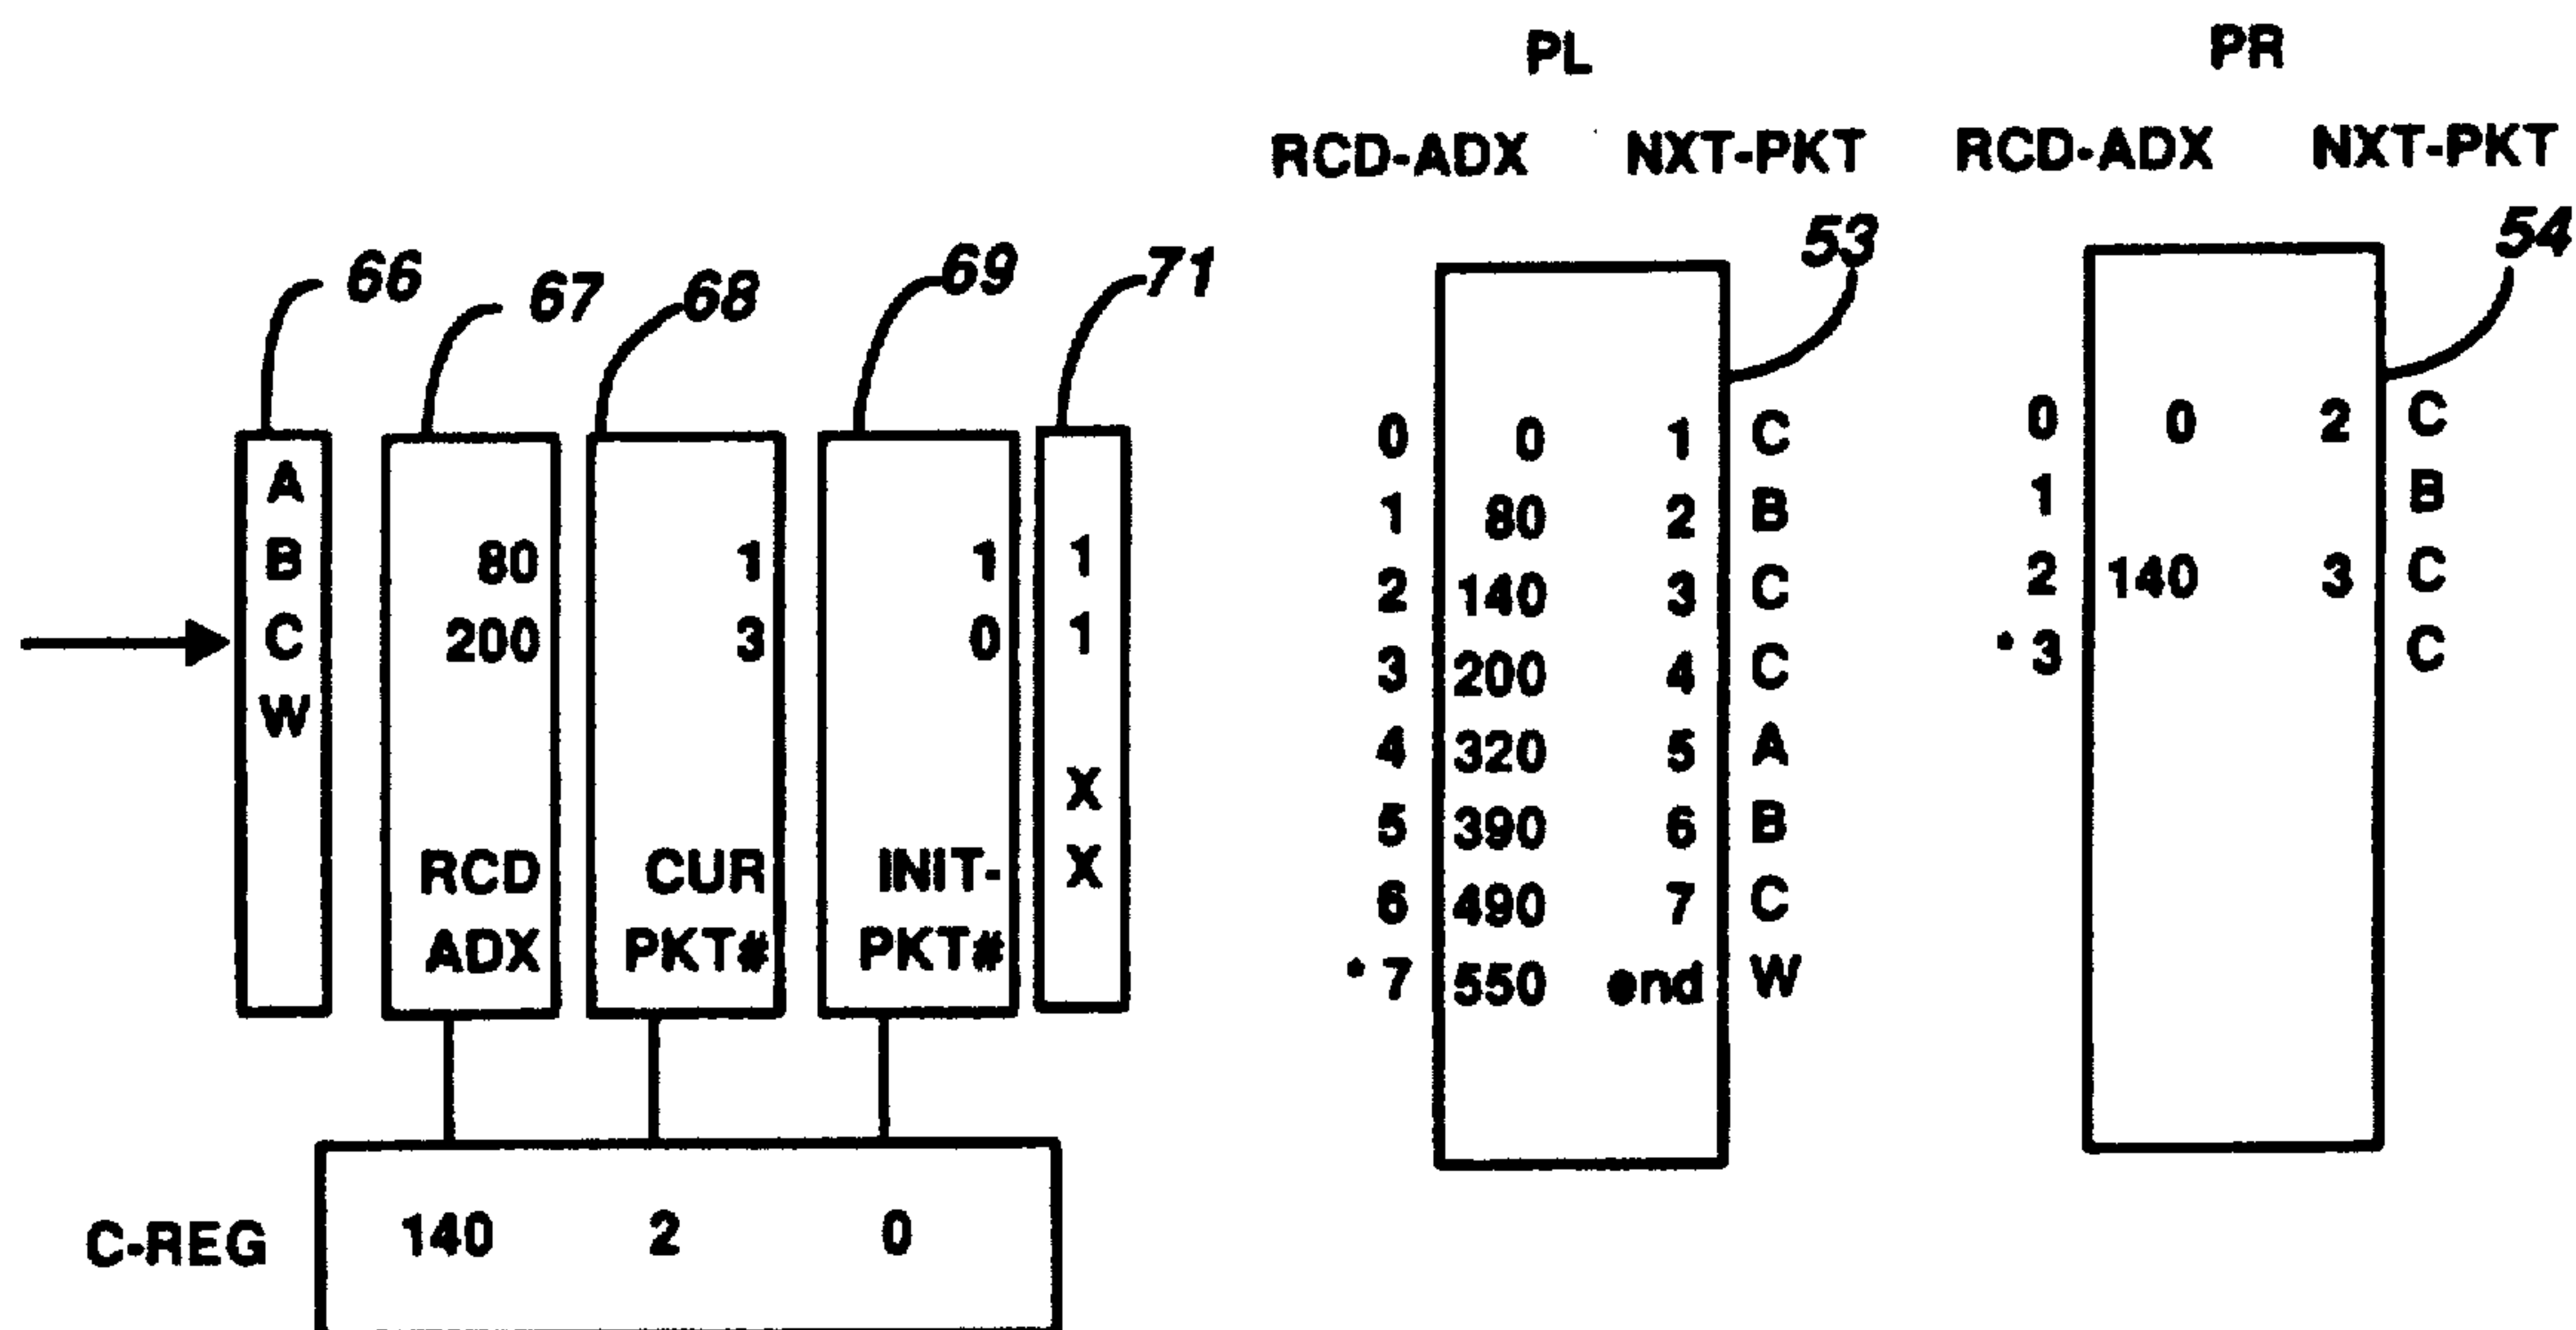 PL
PR
RCD-ADX NXT-PKT RCD-ADX NXT-PKT
66 67 68 69 71 53 54
A
B 80 1 1 1
C 200 3 0 1
W
X
RCD CUR INIT- X
ADX PKT# PKT#
C-REG 140 2 0
0 0 1 C
1 80 2 B
2 140 3 C
3 200 4 C
4 320 5 A
5 390 6 B
6 490 7 C
* 7 550 end W
0 0 2 C
1 B
2 140 3 C
* 3 C